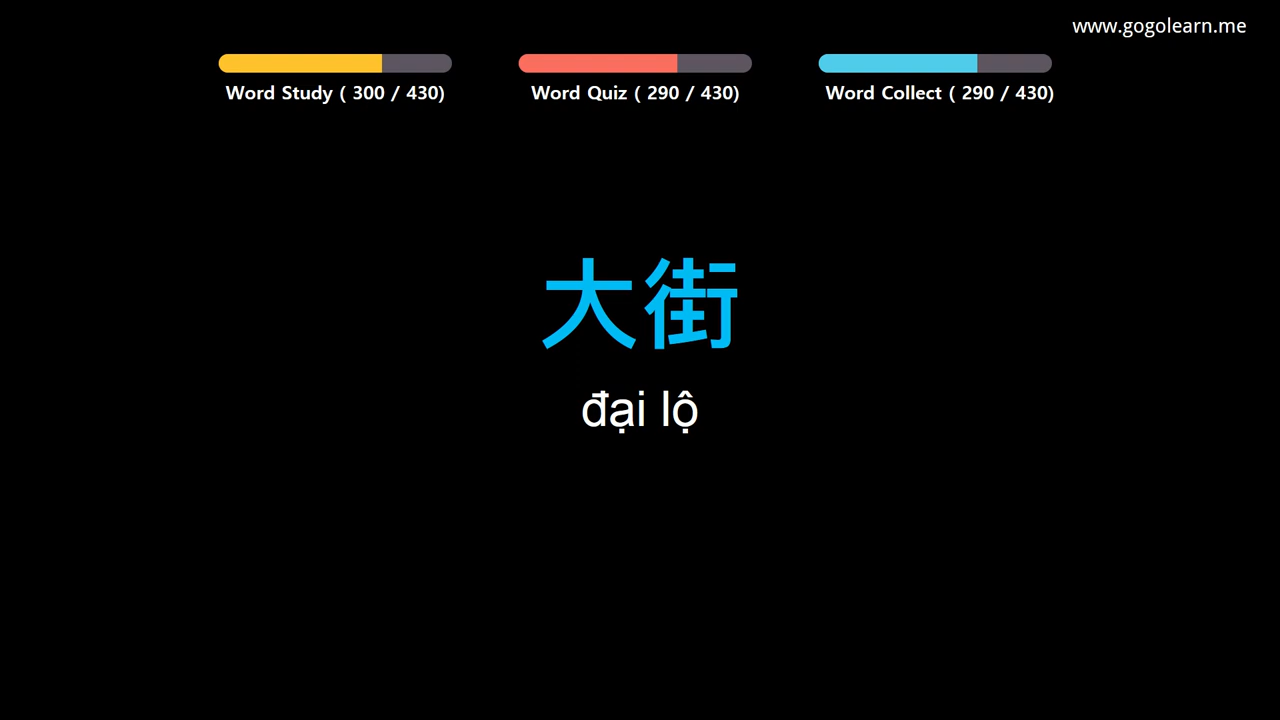 www.gogolearn.me
Word Study ( 300 / 430)
Word Quiz ( 290 / 430)
Word Collect ( 290 / 430)
大街
đại lộ